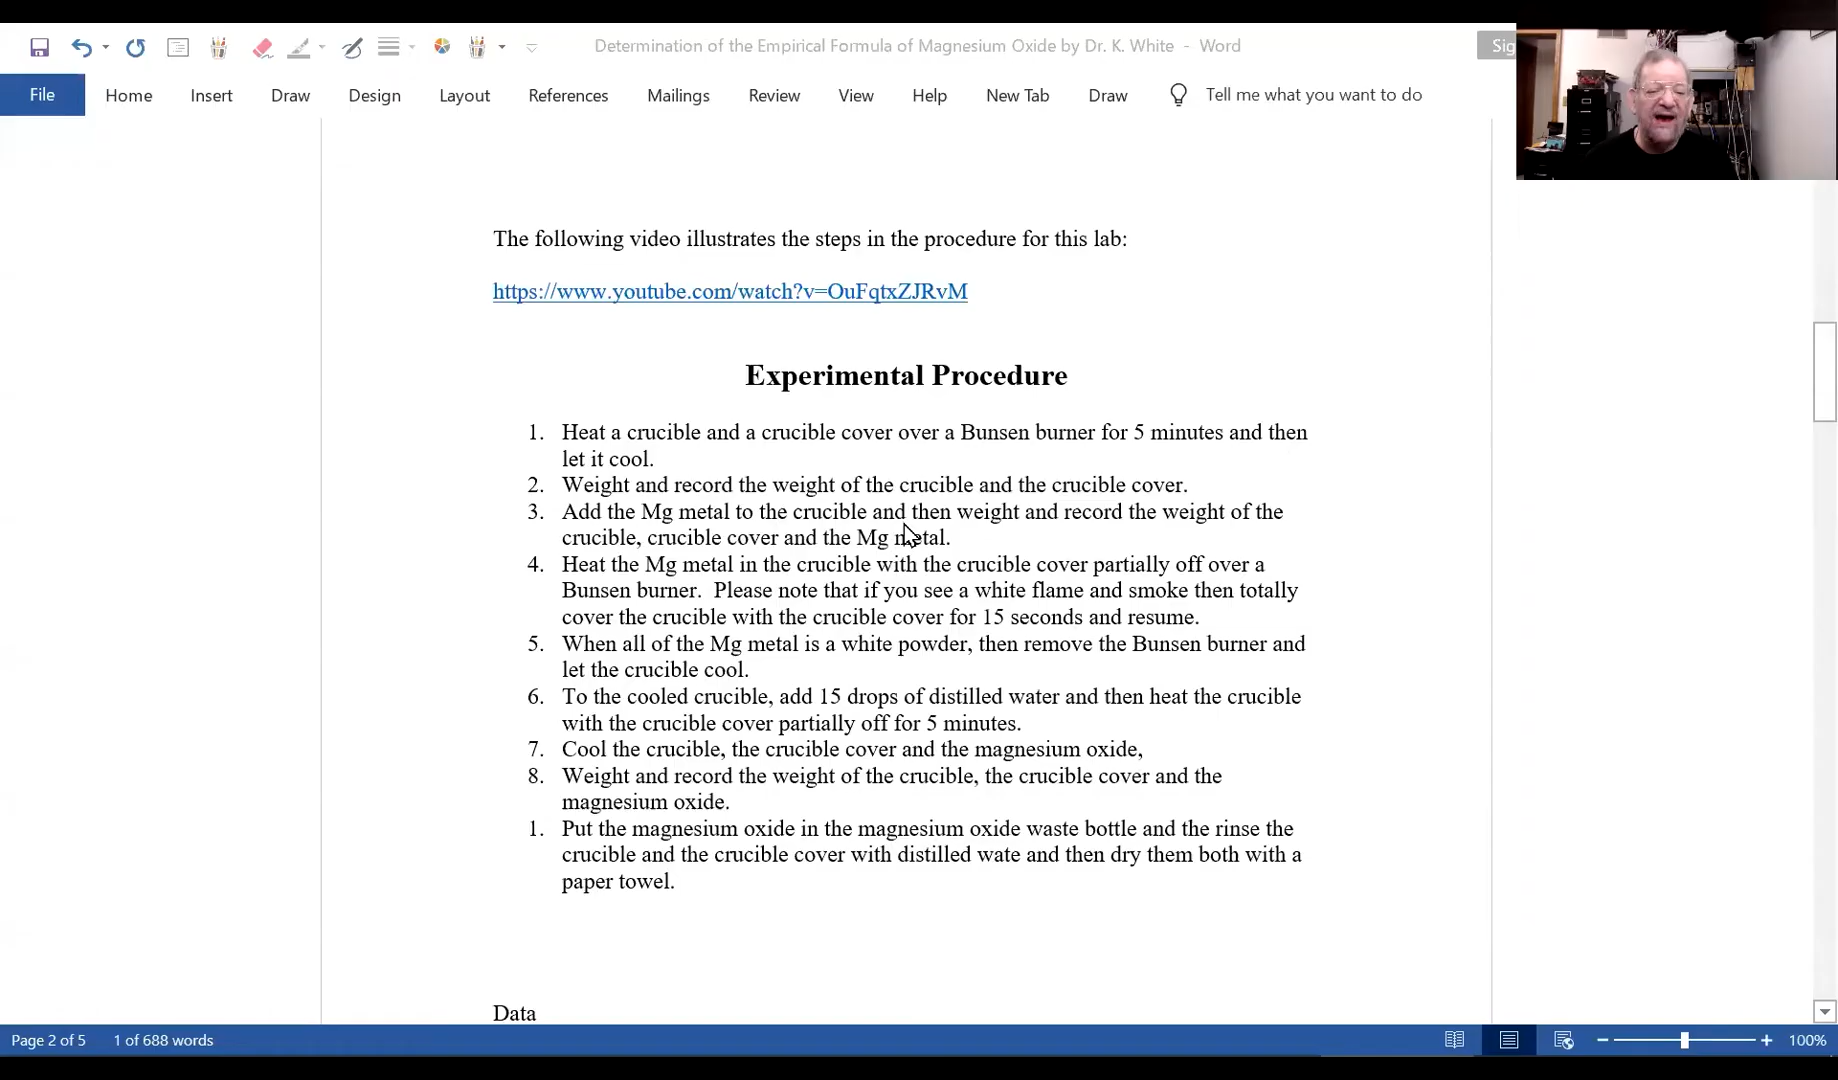 Determination of the Empirical Formula of Magnesium Oxide by Dr. K. White - Word
Sig
File Home Insert Draw Design Layout References Mailings Review View Help New Tab Draw Tell me what you want to do
The following video illustrates the steps in the procedure for this lab:
https://www.youtube.com/watch?v=OuFqtxZJRvM
Experimental Procedure
1. Heat a crucible and a crucible cover over a Bunsen burner for 5 minutes and then
let it cool.
2. Weight and record the weight of the crucible and the crucible cover.
3. Add the Mg metal to the crucible and then weight and record the weight of the
crucible, crucible cover and the Mg metal.
4. Heat the Mg metal in the crucible with the crucible cover partially off over a
Bunsen burner. Please note that if you see a white flame and smoke then totally
cover the crucible with the crucible cover for 15 seconds and resume.
5. When all of the Mg metal is a white powder, then remove the Bunsen burner and
let the crucible cool.
6. To the cooled crucible, add 15 drops of distilled water and then heat the crucible
with the crucible cover partially off for 5 minutes.
7. Cool the crucible, the crucible cover and the magnesium oxide,
8. Weight and record the weight of the crucible, the crucible cover and the
magnesium oxide.
1. Put the magnesium oxide in the magnesium oxide waste bottle and the rinse the
crucible and the crucible cover with distilled wate and then dry them both with a
paper towel.
Data
Page 2 of 5 1 of 688 words 100%